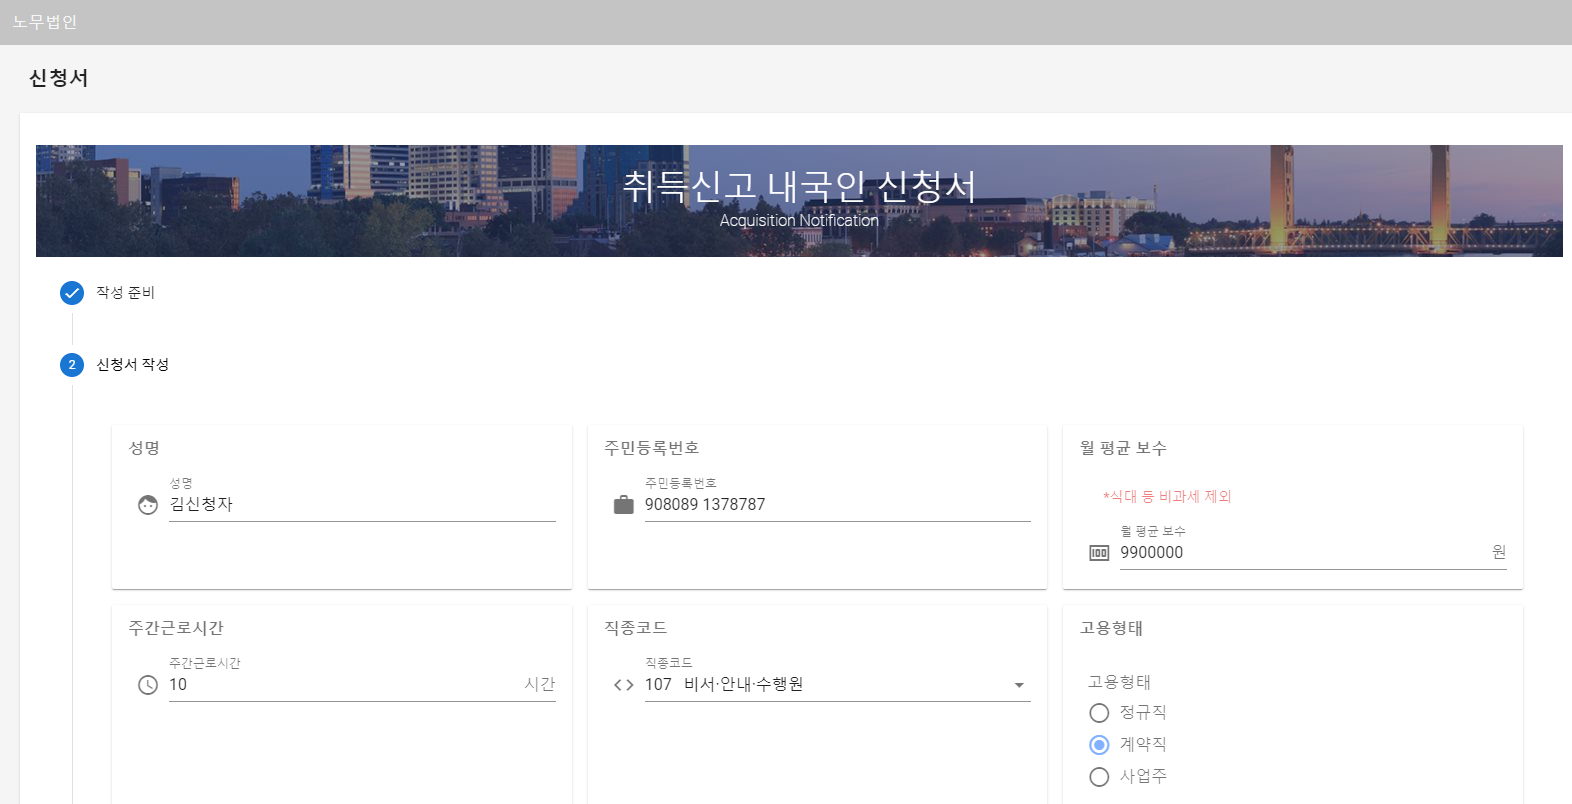 노무법인
신청서
취득신고 내국인 신청서
Acquisition Notification
작성 준비
2 신청서 작성
성명
성명
김신청자
주민등록번호
주민등록번호
908089 1378787
월 평균 보수
*식대 등 비과세 제외
월 평균 보수
100 9900000 원
주간근로시간
주간근로시간
10 시간
직종코드
직종코드
107 비서·안내·수행원
고용형태
고용형태
정규직
계약직
사업주